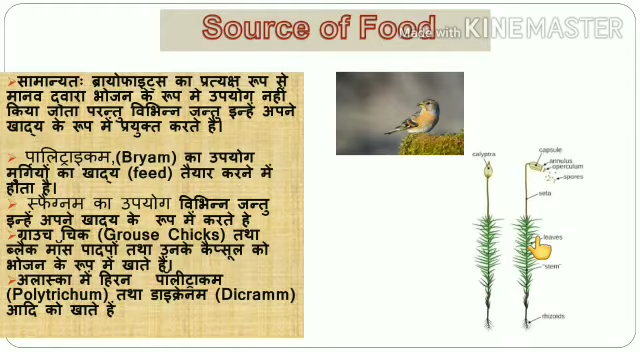 Source of Food
Made with KINEMASTER
➢सामान्यतः ब्रायोफाइट्स का प्रत्यक्ष रूप से
मानव द्वारा भोजन के रूप में उपयोग नहीं
किया जाता परन्तु विभिन्न जन्तु इन्हें अपने
खाद्य के रूप में प्रयुक्त करते हैं।
➢ पालिट्राइकम,(Bryam) का उपयोग
मुर्गियों का खाद्य (feed) तैयार करने में
होता है।
➢ स्फैग्नम का उपयोग विभिन्न जन्तु
इन्हें अपने खाद्य के रूप में करते हे
➢ग्राउच चिक (Grouse Chicks) तथा
ब्लैक मॉस पादपों तथा उनके कैप्सूल को
भोजन के रूप में खाते हैं।
➢अलास्का में हिरन पॉलीट्राकम
(Polytrichum) तथा डाइक्रेनम (Dicramm)
आदि को खाते हैं
calyptra
capsule
annulus
operculum
spores
seta
leaves
"stem"
rhizoids